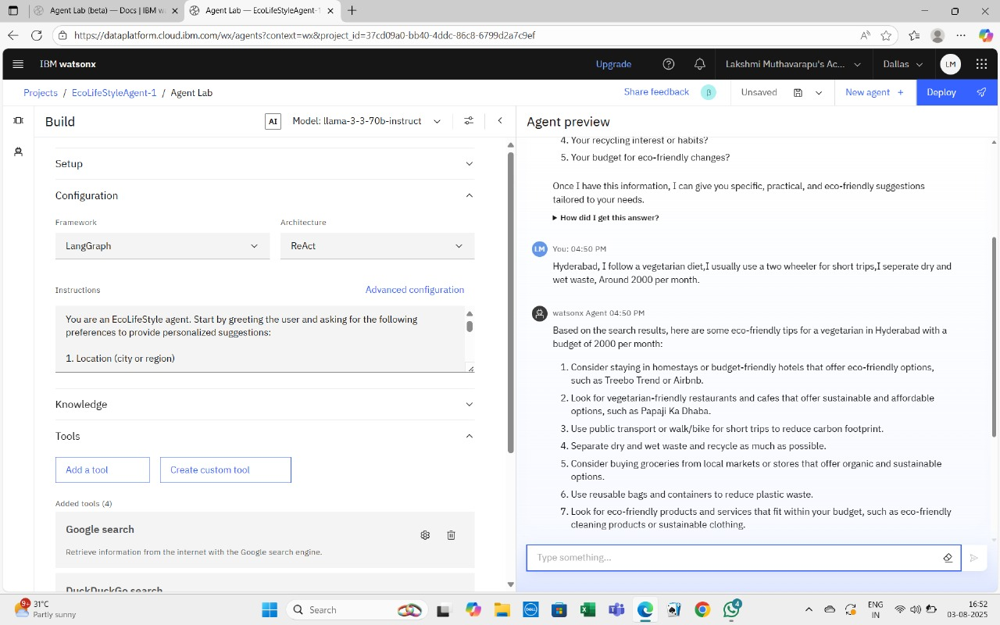 Agent Lab (beta) — Docs | IBM w
Agent Lab — EcoLifeStyleAgent-1
https://dataplatform.cloud.ibm.com/wx/agents?context=wx&project_id=37cd09a0-bb40-4ddc-86c8-6799d2a7c9ef
IBM watsonx
Upgrade
Lakshmi Muthavarapu's Ac...
Dallas
LM
Projects / EcoLifeStyleAgent-1 / Agent Lab
Share feedback
β
Unsaved
New agent +
Deploy
Build
AI
Model: llama-3-3-70b-instruct
Setup
Configuration
Framework
Architecture
LangGraph
ReAct
Instructions
Advanced configuration
You are an EcoLifeStyle agent. Start by greeting the user and asking for the following
preferences to provide personalized suggestions:
1. Location (city or region)
Knowledge
Tools
Add a tool
Create custom tool
Added tools (4)
Google search
Retrieve information from the internet with the Google search engine.
DuckDuckGo search
Agent preview
4. Your recycling interest or habits?
5. Your budget for eco-friendly changes?
Once I have this information, I can give you specific, practical, and eco-friendly suggestions
tailored to your needs.
How did I get this answer?
LM
You: 04:50 PM
Hyderabad, I follow a vegetarian diet,I usually use a two wheeler for short trips,I seperate dry and
wet waste, Around 2000 per month.
watsonx Agent 04:50 PM
Based on the search results, here are some eco-friendly tips for a vegetarian in Hyderabad with a
budget of 2000 per month:
1. Consider staying in homestays or budget-friendly hotels that offer eco-friendly options,
such as Treebo Trend or Airbnb.
2. Look for vegetarian-friendly restaurants and cafes that offer sustainable and affordable
options, such as Papaji Ka Dhaba.
3. Use public transport or walk/bike for short trips to reduce carbon footprint.
4. Separate dry and wet waste and recycle as much as possible.
5. Consider buying groceries from local markets or stores that offer organic and sustainable
options.
6. Use reusable bags and containers to reduce plastic waste.
7. Look for eco-friendly products and services that fit within your budget, such as eco-friendly
cleaning products or sustainable clothing.
Type something...
9+
31°C
Partly sunny
Search
DELL
4
ENG
IN
16:52
03-08-2025